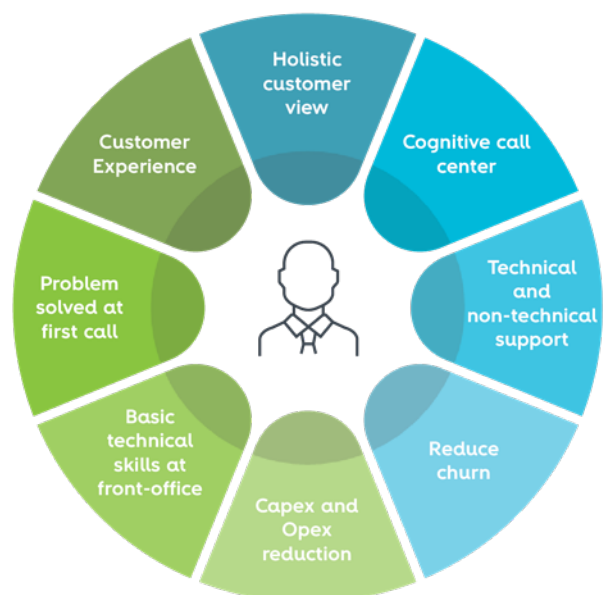 Holistic
customer
view
Cognitive call
center
Technical
and
non-technical
support
Reduce
churn
Capex and
Opex
reduction
Basic
technical
skills at
front-office
Problem
solved at
first call
Customer
Experience